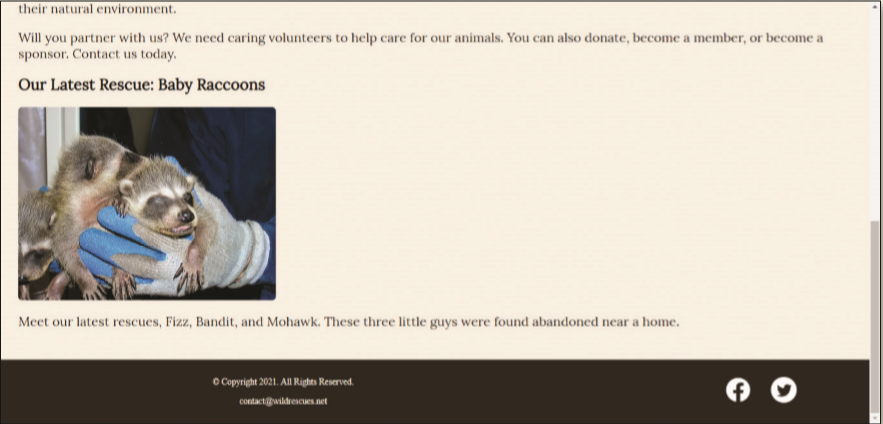 their natural environment.
Will you partner with us? We need caring volunteers to help care for our animals. You can also donate, become a member, or become a
sponsor. Contact us today.
Our Latest Rescue: Baby Raccoons
Meet our latest rescues, Fizz, Bandit, and Mohawk. These three little guys were found abandoned near a home.
© Copyright 2021. All Rights Reserved.
contact@wildrescues.net